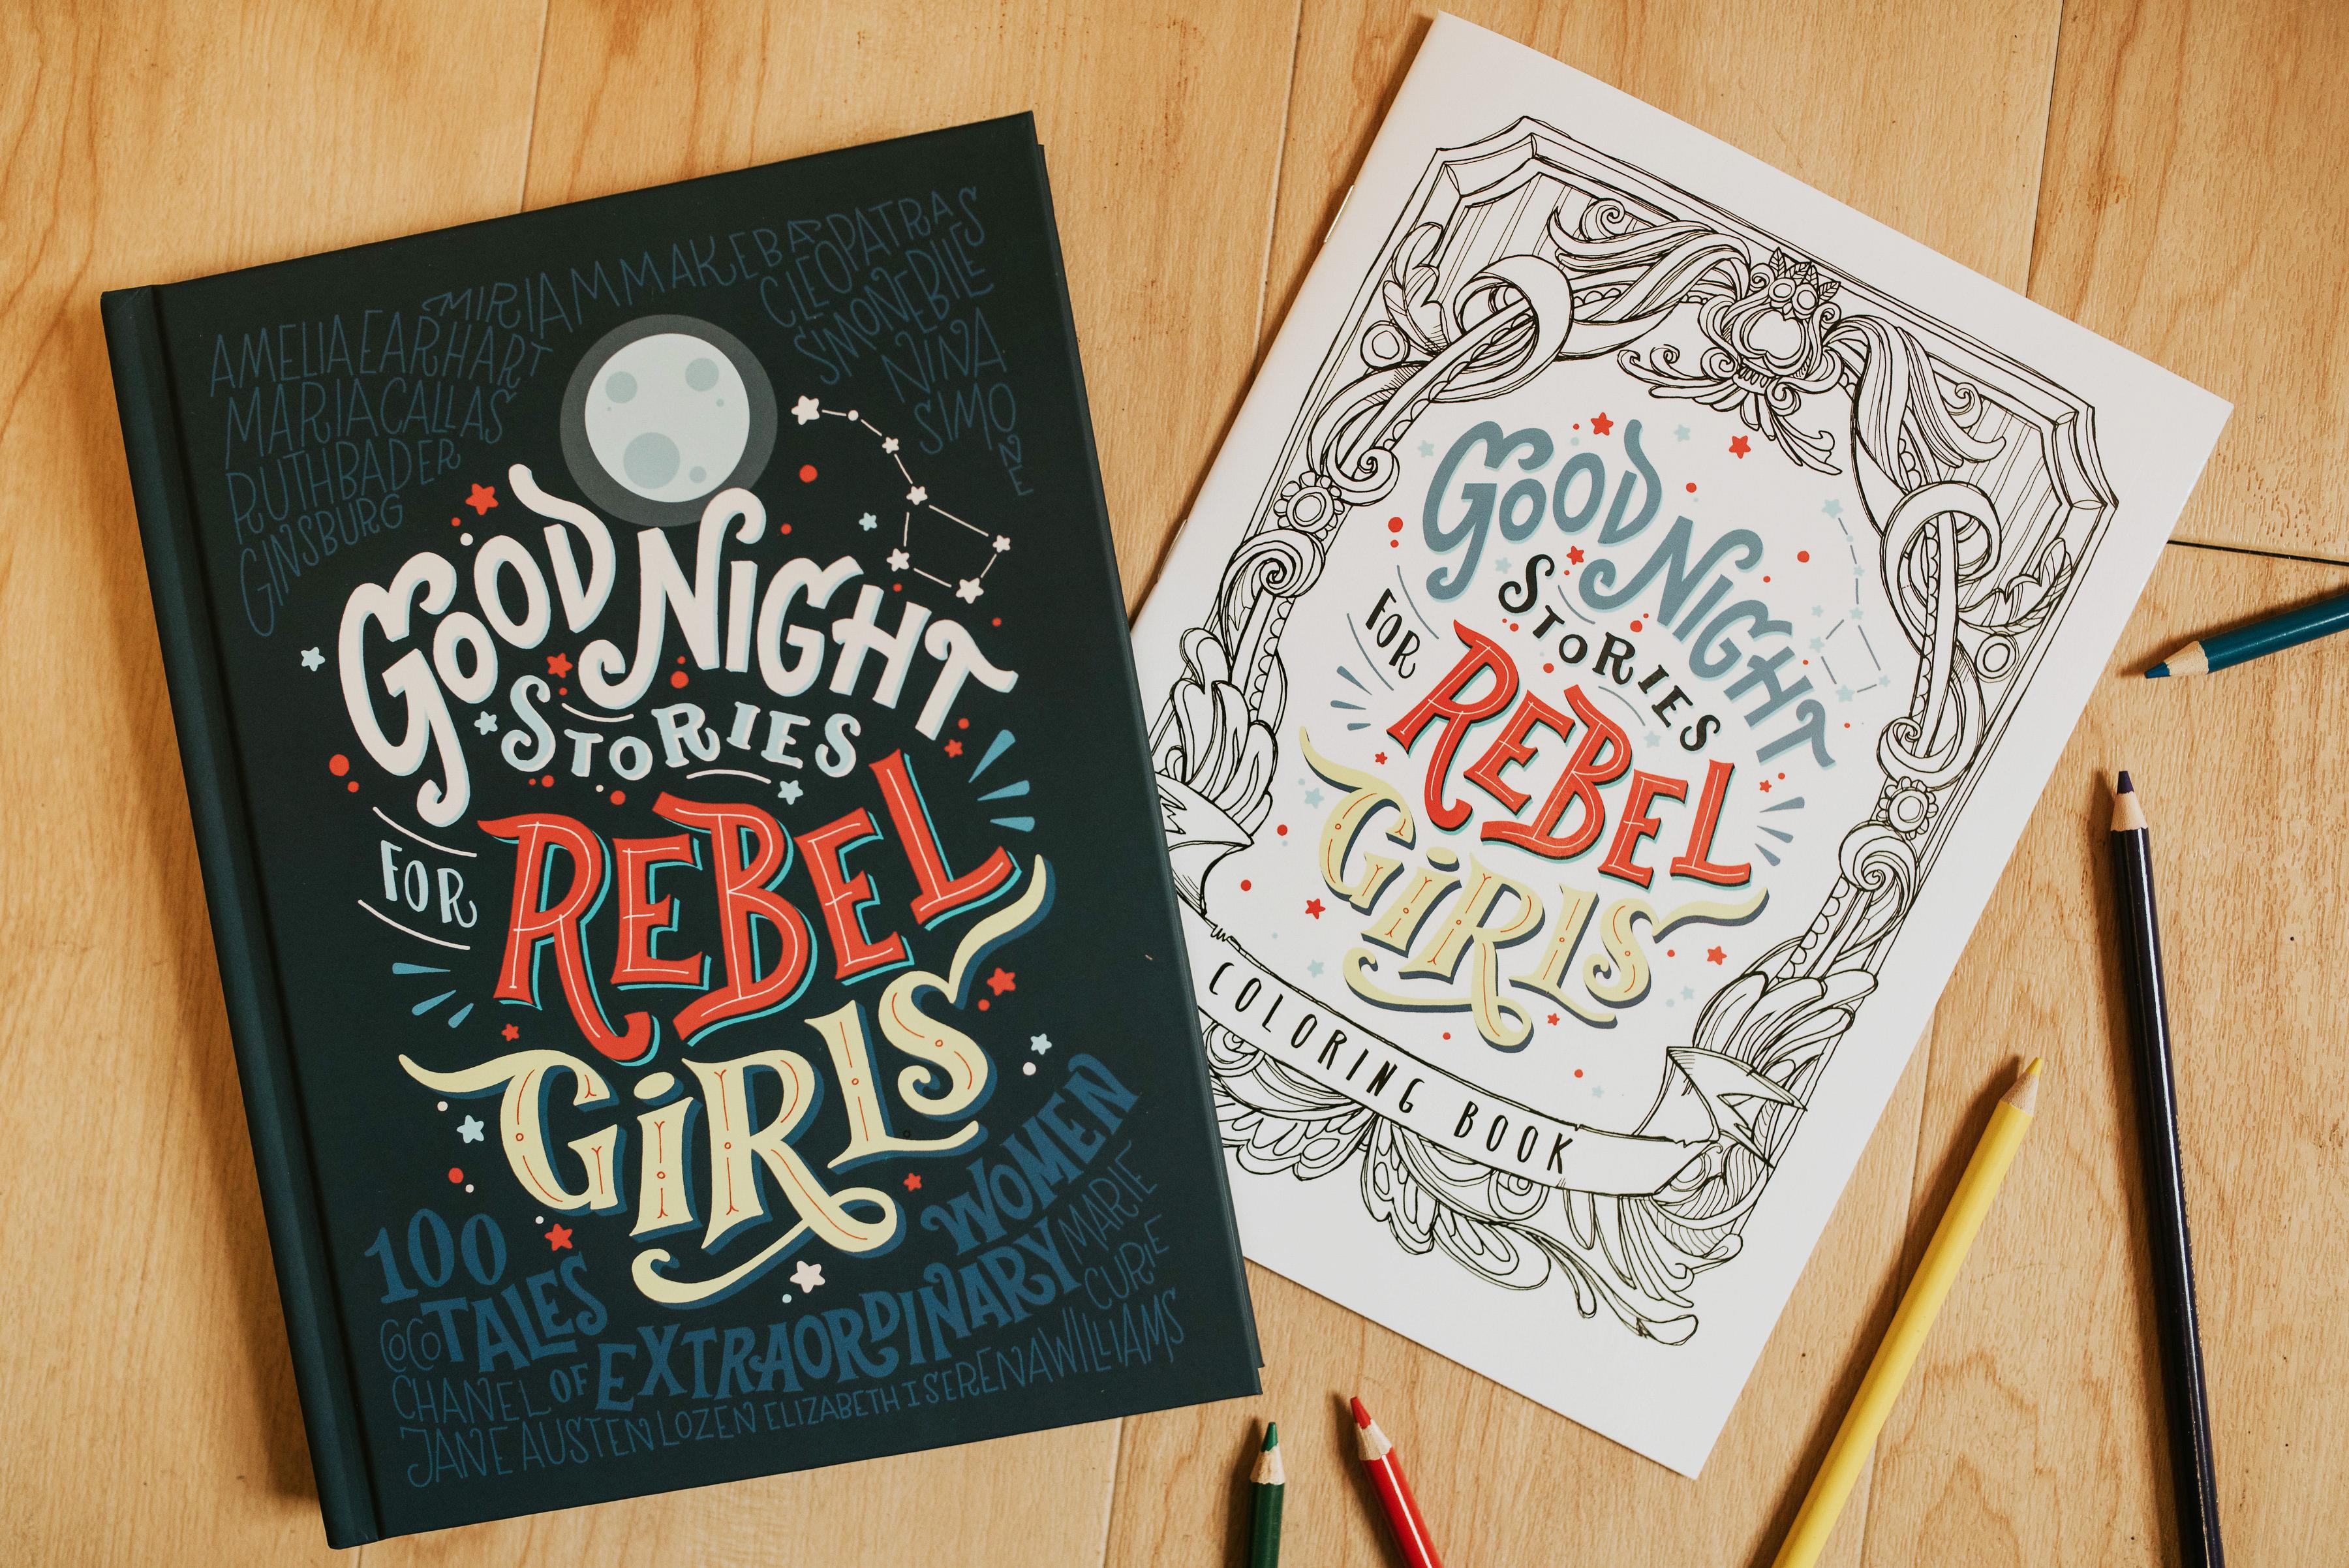 MIRIAM MAKEBA
CLEOPATRAS
AMELIA EARHART
SIMONE BILE
MARIA CALLAS
NINA
SIMONE
RUTH BADER
GINSBURG
GOOD NIGHT
STORIES
FOR
REBEL
GIRLS
100
TALES
OF EXTRAORDINARY
WOMEN
MARIE
CURIE
COCO
CHANEL
JANE AUSTEN LOZEN ELIZABETH I SERENA WILLIAMS
GOOD NIGHT
STORIES
FOR
REBEL
GIRLS
COLORING BOOK